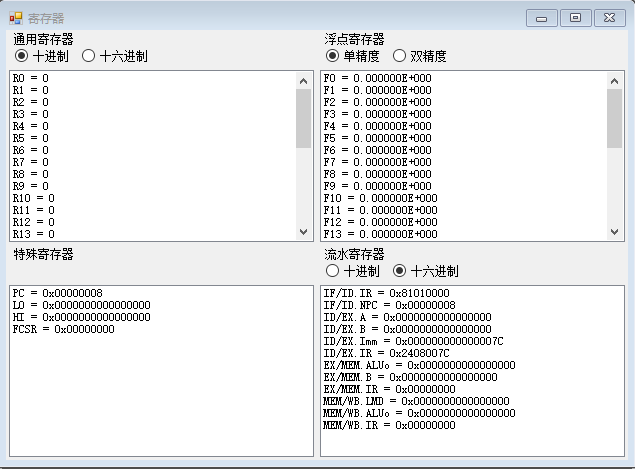 寄存器
通用寄存器
十进制 十六进制
R0 = 0
R1 = 0
R2 = 0
R3 = 0
R4 = 0
R5 = 0
R6 = 0
R7 = 0
R8 = 0
R9 = 0
R10 = 0
R11 = 0
R12 = 0
R13 = 0
浮点寄存器
单精度 双精度
F0 = 0.000000E+000
F1 = 0.000000E+000
F2 = 0.000000E+000
F3 = 0.000000E+000
F4 = 0.000000E+000
F5 = 0.000000E+000
F6 = 0.000000E+000
F7 = 0.000000E+000
F8 = 0.000000E+000
F9 = 0.000000E+000
F10 = 0.000000E+000
F11 = 0.000000E+000
F12 = 0.000000E+000
F13 = 0.000000E+000
特殊寄存器
PC = 0x00000008
LO = 0x0000000000000000
HI = 0x0000000000000000
FCSR = 0x00000000
流水寄存器
十进制 十六进制
IF/ID.IR = 0x81010000
IF/ID.NPC = 0x00000008
ID/EX.A = 0x0000000000000000
ID/EX.B = 0x0000000000000000
ID/EX.Imm = 0x000000000000007C
ID/EX.IR = 0x2408007C
EX/MEM.ALUo = 0x0000000000000000
EX/MEM.B = 0x0000000000000000
EX/MEM.IR = 0x00000000
MEM/WB.LMD = 0x0000000000000000
MEM/WB.ALUo = 0x0000000000000000
MEM/WB.IR = 0x00000000